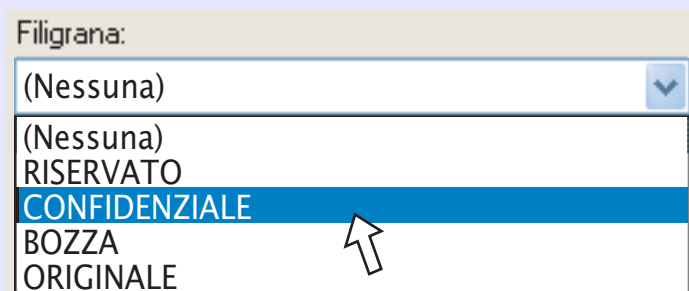 Filigrana:
(Nessuna)
(Nessuna)
RISERVATO
CONFIDENZIALE
BOZZA
ORIGINALE